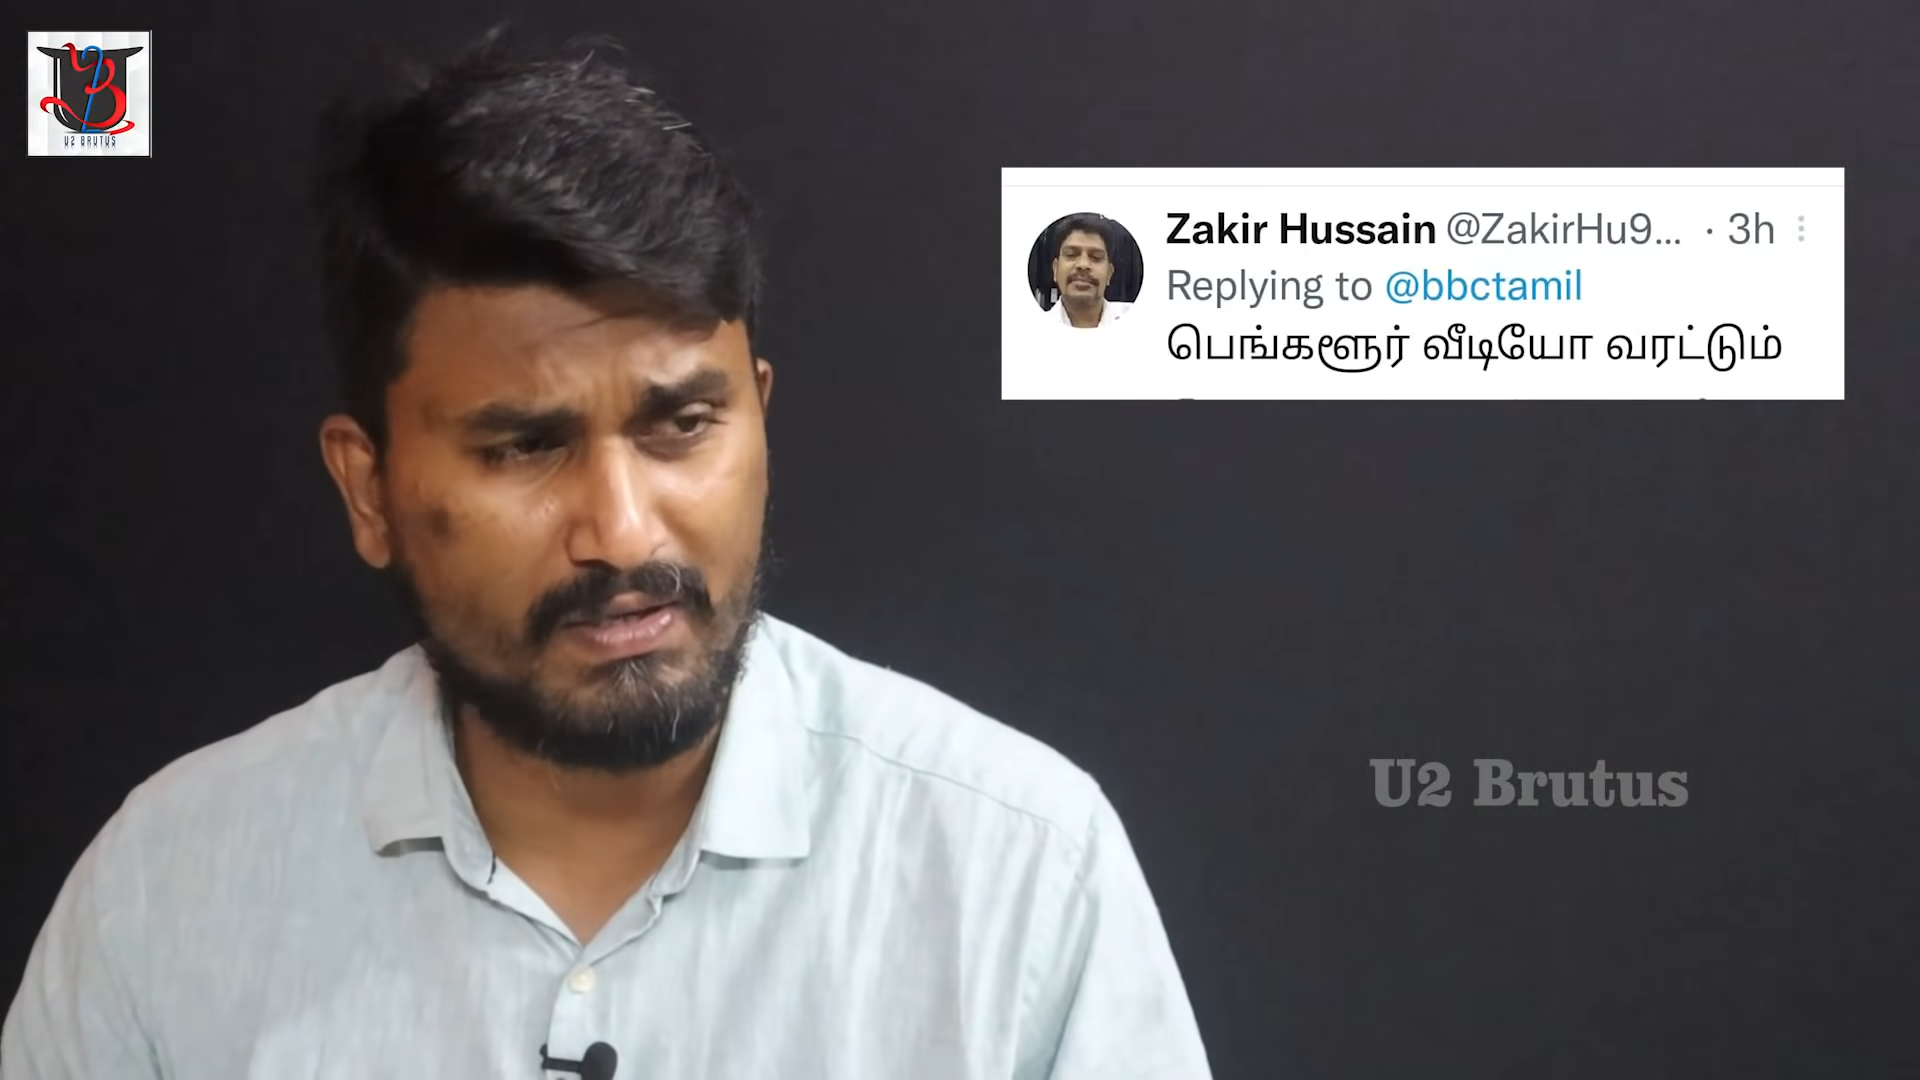 U2 BRUTUS
Zakir Hussain @ZakirHu9... · 3h
Replying to @bbctamil
பெங்களூர் வீடியோ வரட்டும்
U2 Brutus